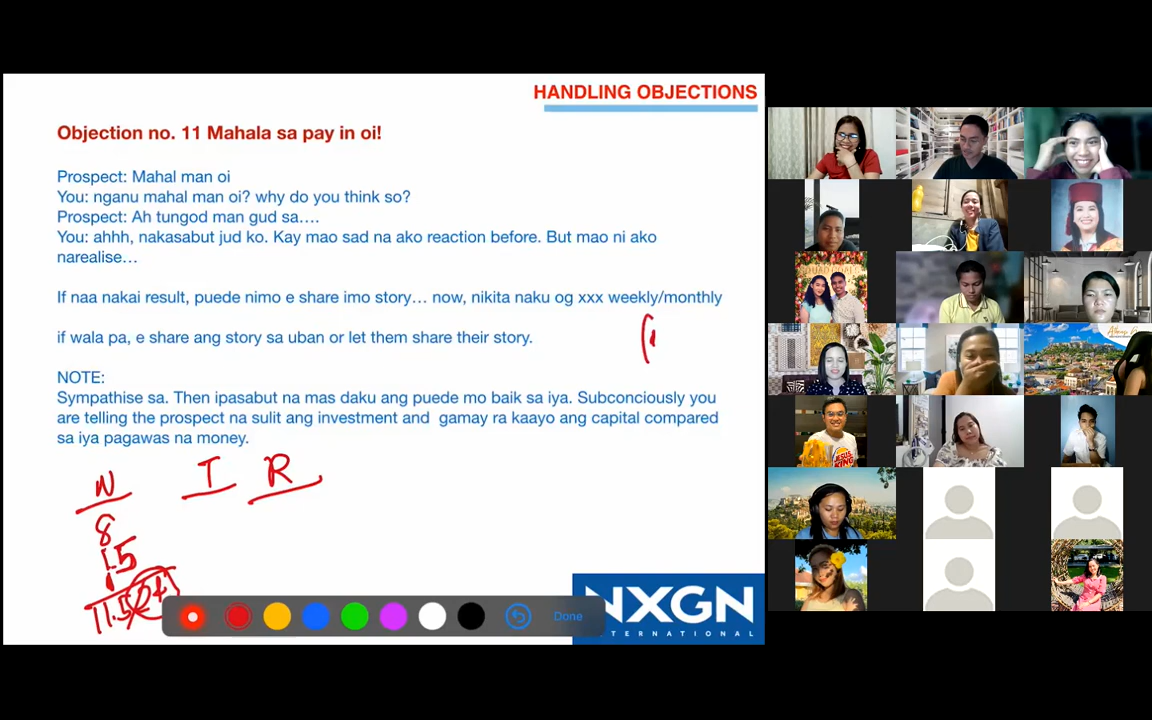 HANDLING OBJECTIONS
Objection no. 11 Mahala sa pay in oi!
Prospect: Mahal man oi
You: nganu mahal man oi? why do you think so?
Prospect: Ah tungod man gud sa….
You: ahhh, nakasabut jud ko. Kay mao sad na ako reaction before. But mao ni ako
narealise…
If naa nakai result, puede nimo e share imo story… now, nikita naku og xxx weekly/monthly
if wala pa, e share ang story sa uban or let them share their story.
NOTE:
Sympathise sa. Then ipasabut na mas daku ang puede mo baik sa iya. Subconciously you
are telling the prospect na sulit ang investment and gamay ra kaayo ang capital compared
sa iya pagawas na money.
N T R
8
1.5
11.5
Done
NXGN
INTERNATIONAL
JESUS
KING